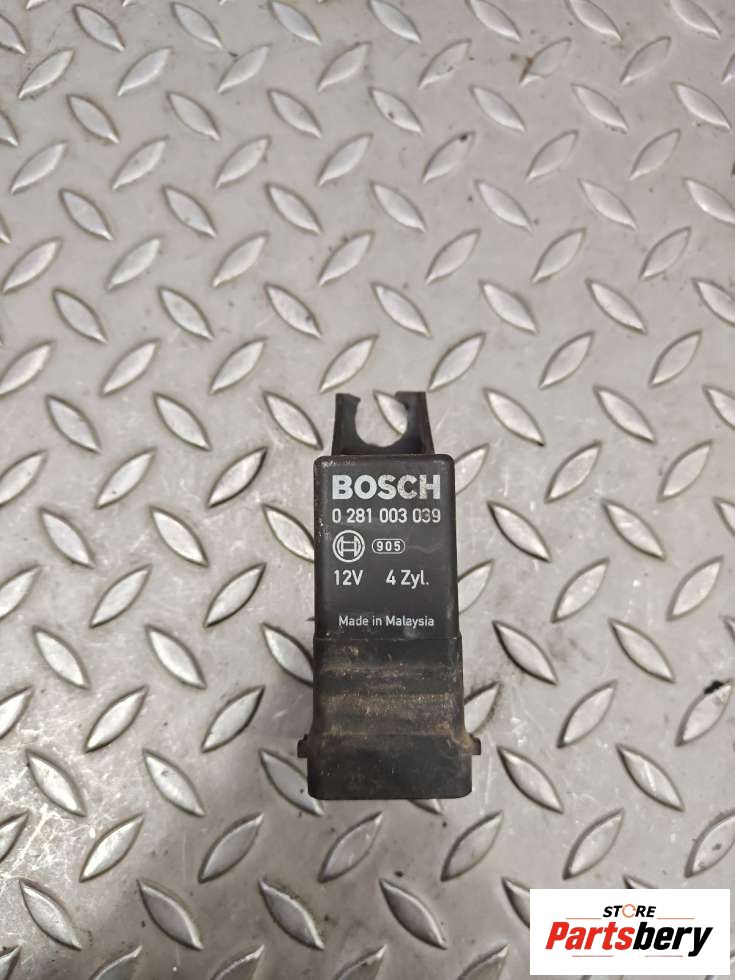 BOSCH
0 281 003 039
905
12V 4 Zyl.
Made in Malaysia
STORE
Partsbery